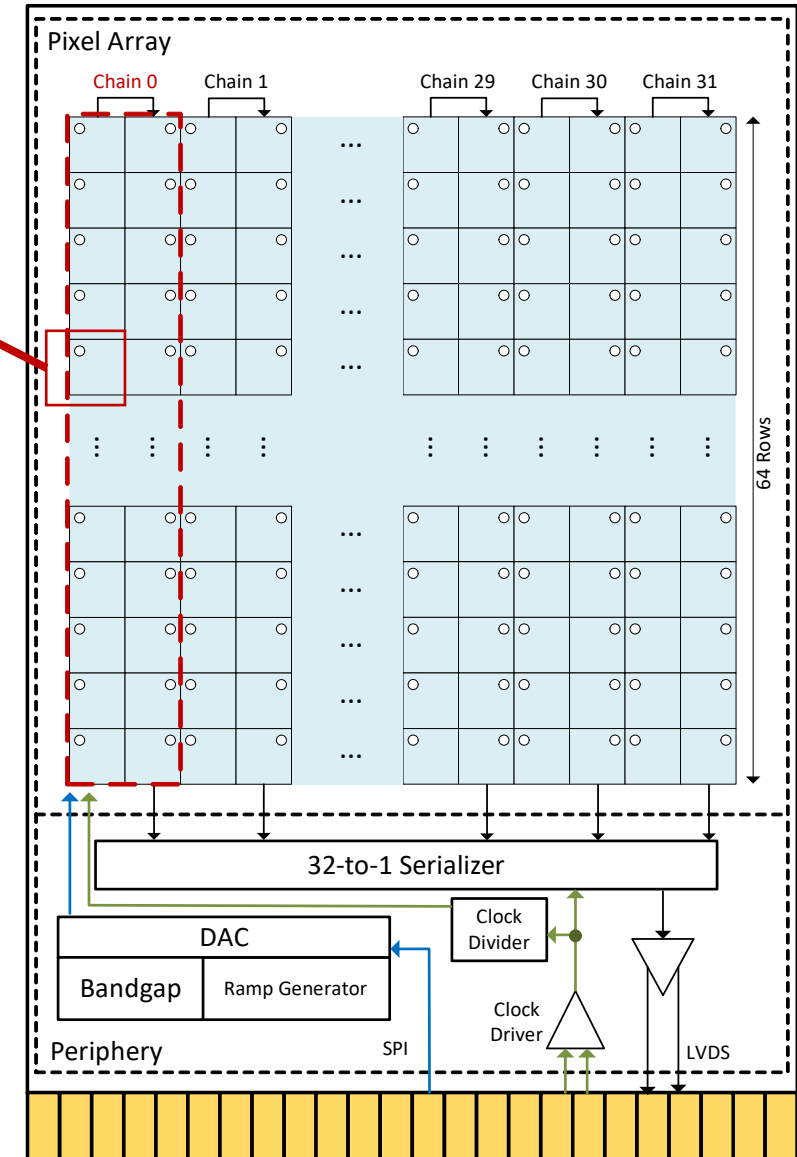 Pixel Array
Chain 0
Chain 1
Chain 29
Chain 30
Chain 31
...
...
...
...
...
64 Rows
...
...
...
...
...
32-to-1 Serializer
Clock
Divider
DAC
Bandgap
Ramp Generator
Clock
Driver
Periphery
SPI
LVDS